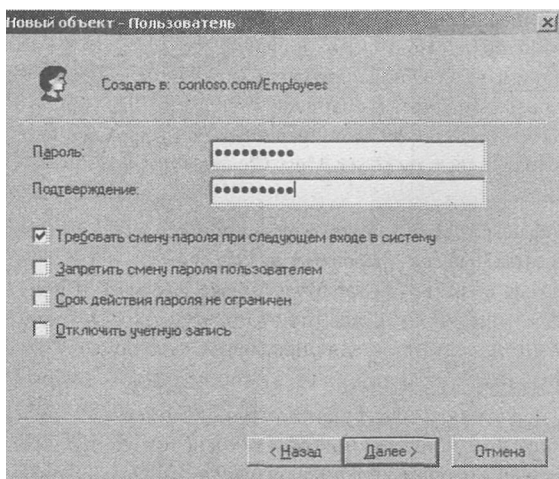 Новый объект - Пользователь
Создать в: contoso.com/Employees
Пароль: •••••••••
Подтверждение: •••••••••
Требовать смену пароля при следующем входе в систему
Запретить смену пароля пользователем
Срок действия пароля не ограничен
Отключить учетную запись
< Назад Далее > Отмена